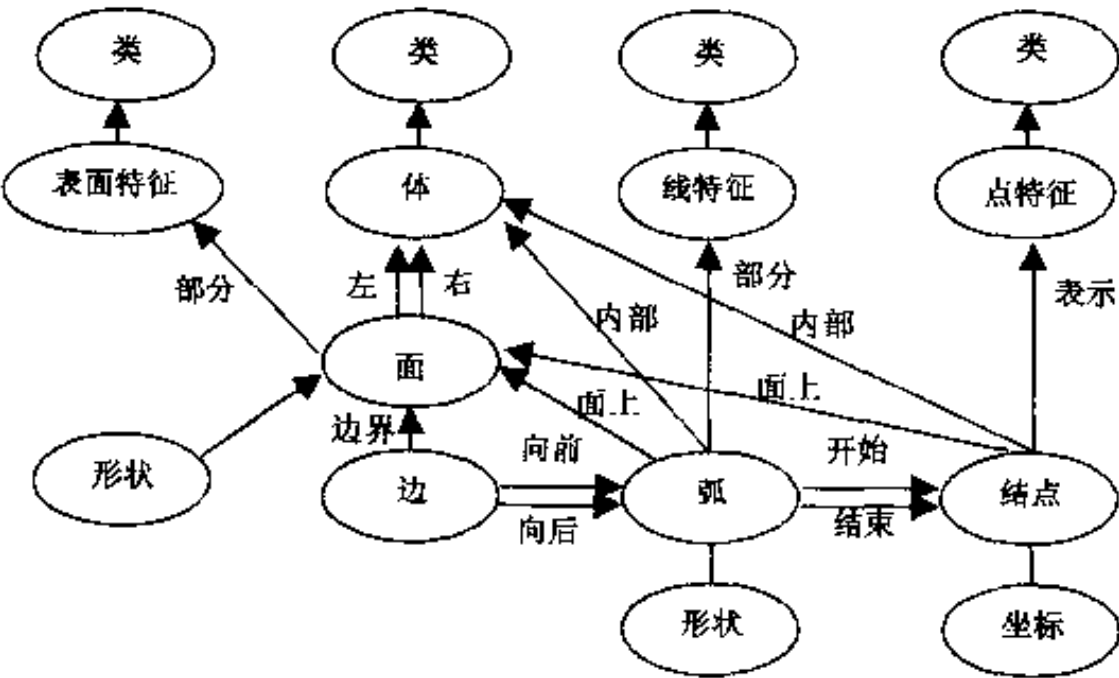 类 类 类 类
表面特征 体 线特征 点特征
部分 左 右 部分 表示
内部 内部
面
面上 面上
边界 向前 开始
形状 边 弧 结点
向后 结束
形状 坐标